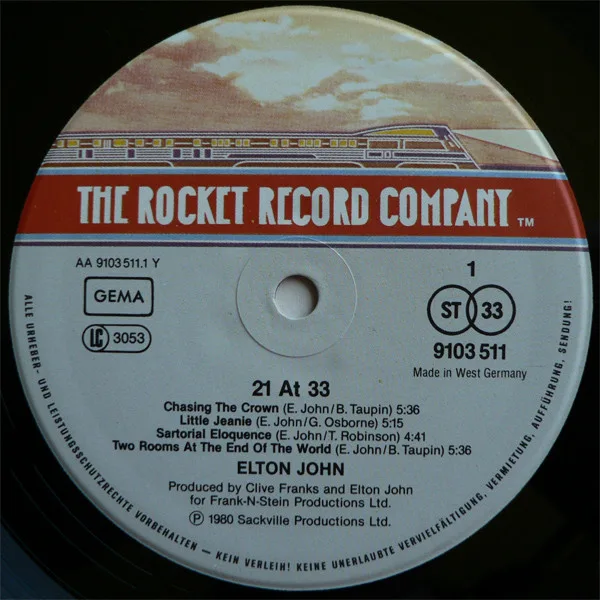 THE ROCKET RECORD COMPANY TM
AA 9103 511.1 Y
GEMA
LC 3053
1
ST 33
9103 511
Made in West Germany
21 At 33
Chasing The Crown (E. John/B. Taupin) 5:36
Little Jeanie (E. John/G. Osborne) 5:15
Sartorial Eloquence (E. John/T. Robinson) 4:41
Two Rooms At The End Of The World (E. John/B. Taupin) 5:36
ELTON JOHN
Produced by Clive Franks and Elton John
for Frank-N-Stein Productions Ltd.
Ⓟ 1980 Sackville Productions Ltd.
ALLE URHEBER- UND LEISTUNGSSCHUTZRECHTE VORBEHALTEN – KEIN VERLEIH! KEINE UNERLAUBTE VERVIELFÄLTIGUNG, VERMIETUNG, AUFFÜHRUNG, SENDUNG!